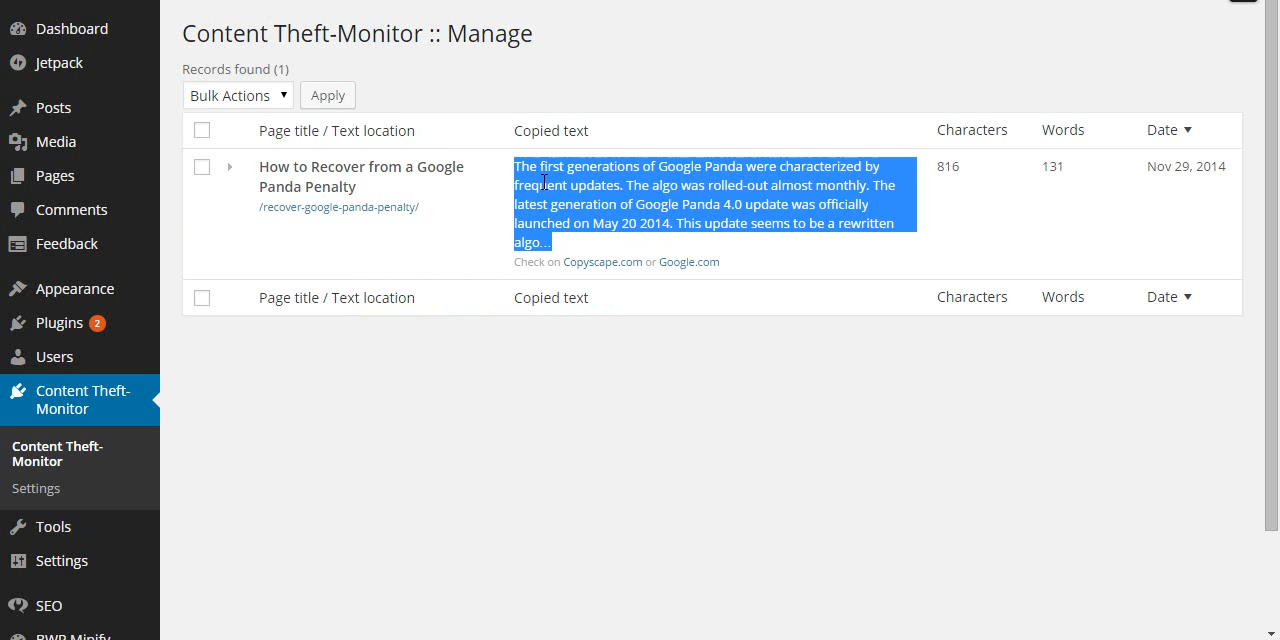 Dashboard
Jetpack
Posts
Media
Pages
Comments
Feedback
Appearance
Plugins 2
Users
Content Theft-
Monitor
Content Theft-
Monitor
Settings
Tools
Settings
SEO
BWP Minify
Content Theft-Monitor :: Manage
Records found (1)
Bulk Actions Apply
Page title / Text location Copied text Characters Words Date
How to Recover from a Google
Panda Penalty
/recover-google-panda-penalty/
The first generations of Google Panda were characterized by
frequent updates. The algo was rolled-out almost monthly. The
latest generation of Google Panda 4.0 update was officially
launched on May 20 2014. This update seems to be a rewritten
algo...
Check on Copyscape.com or Google.com
816 131 Nov 29, 2014
Page title / Text location Copied text Characters Words Date